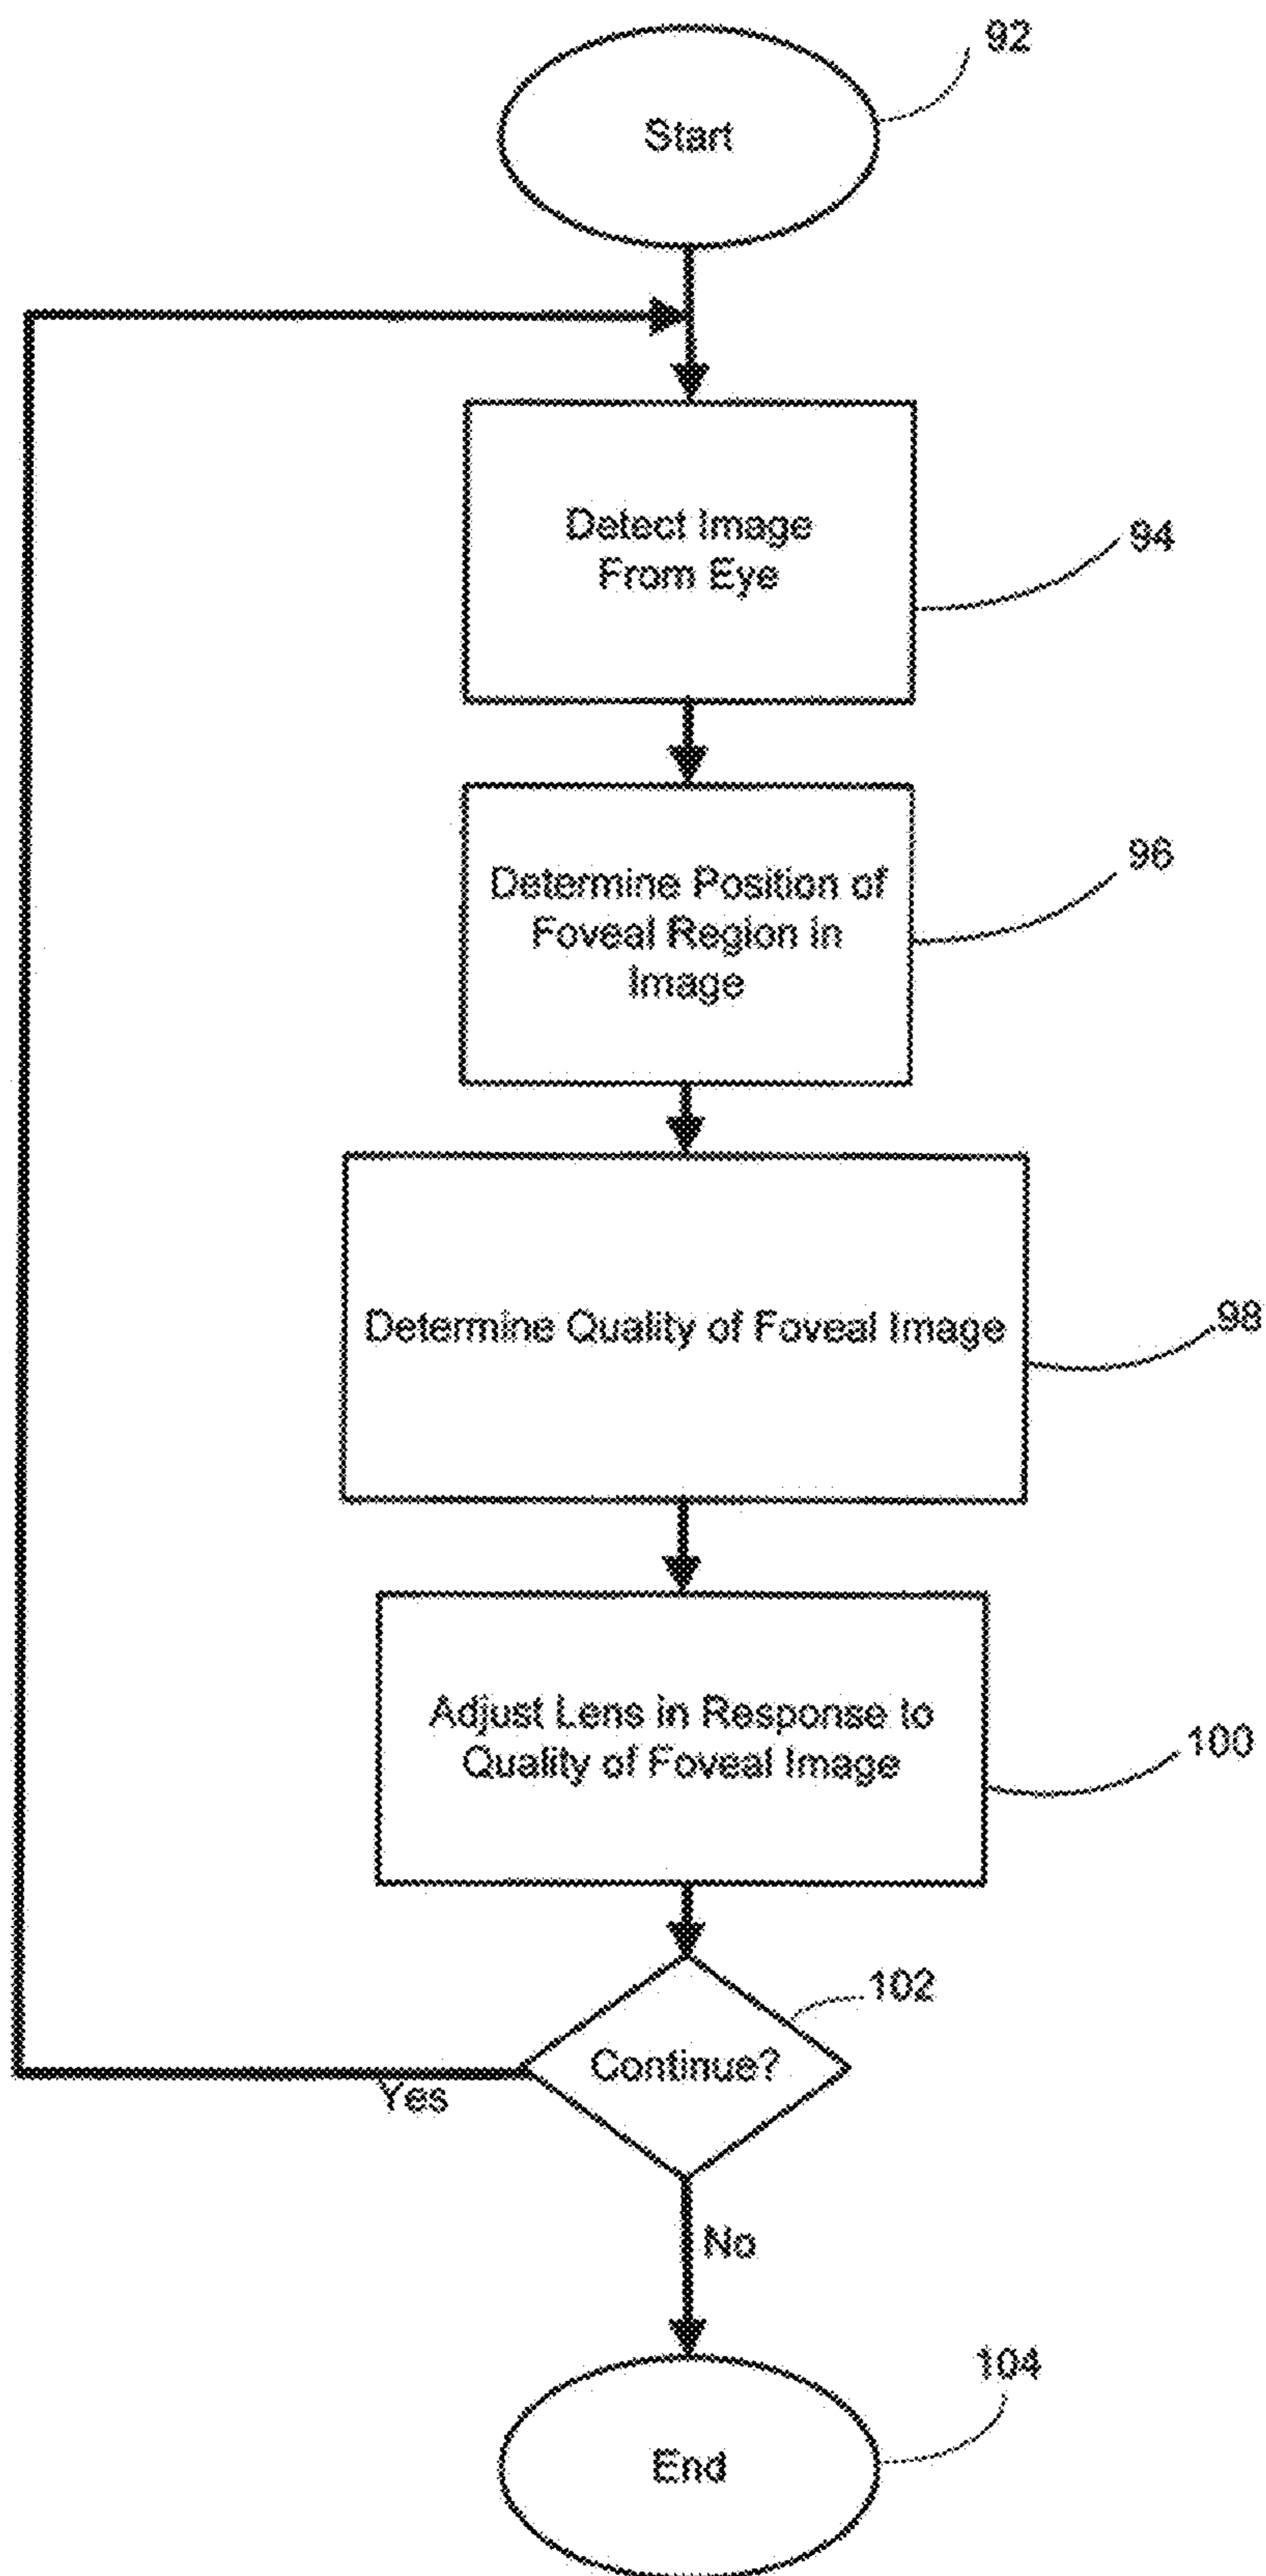 92
Start
Detect Image
From Eye
94
Determine Position of
Foveal Region in
Image
96
Determine Quality of Foveal Image
98
Adjust Lens in Response to
Quality of Foveal Image
100
102
Continue?
Yes
No
104
End